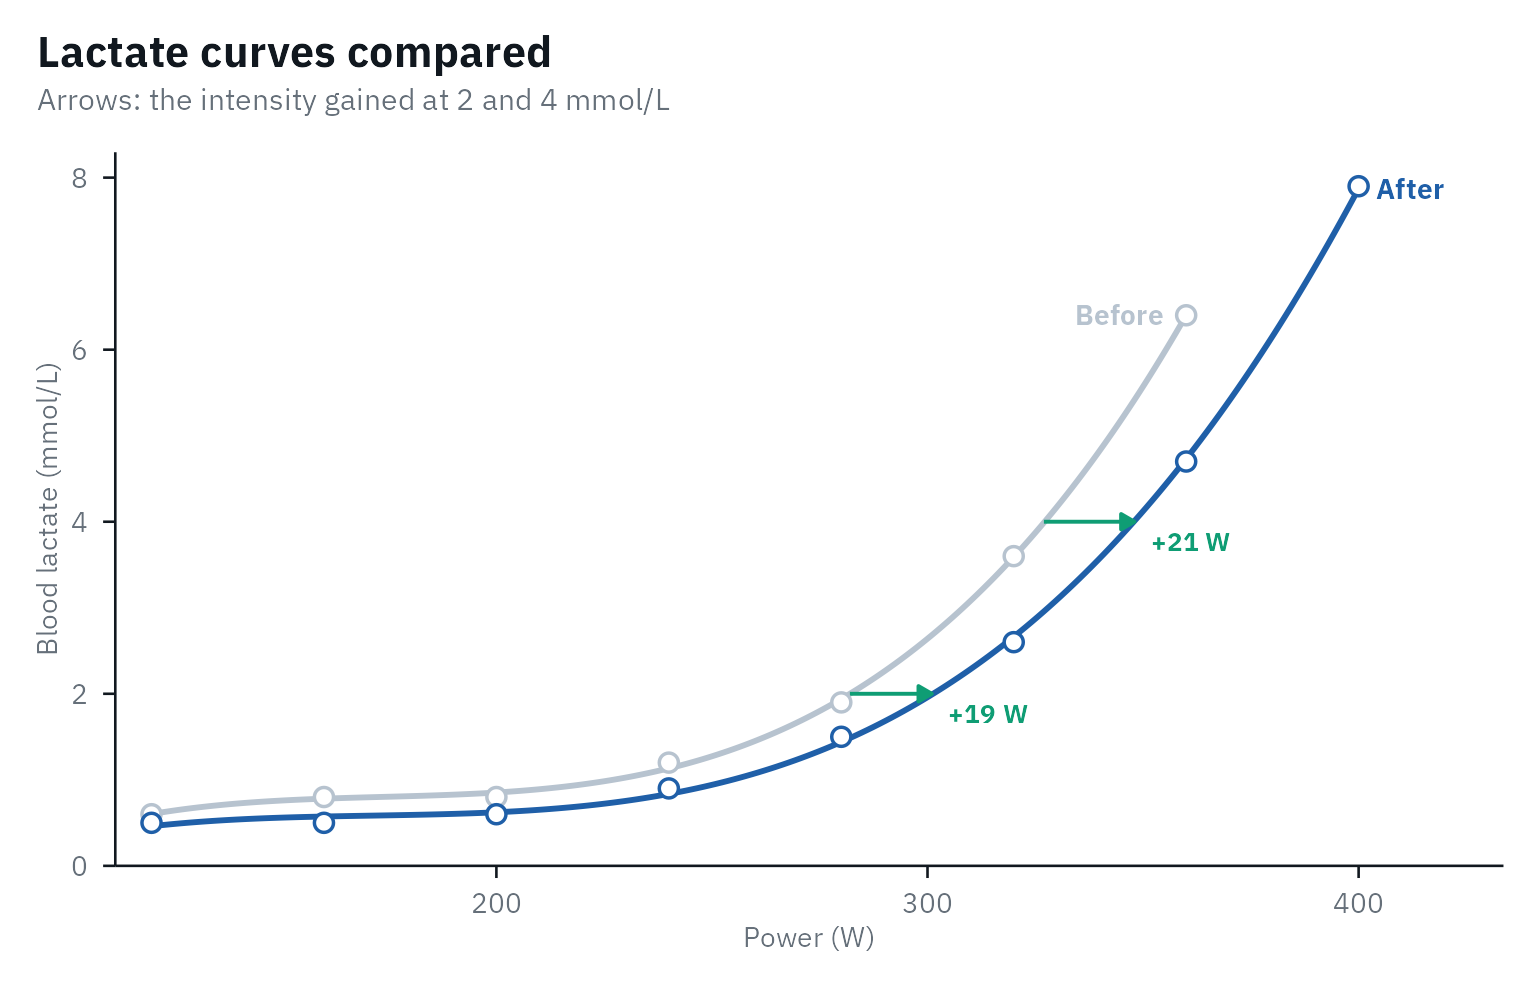 Lactate curves compared
Arrows: the intensity gained at 2 and 4 mmol/L
8
After
Before
6
4
+21 W
2
+19 W
0
Blood lactate (mmol/L)
200
300
400
Power (W)